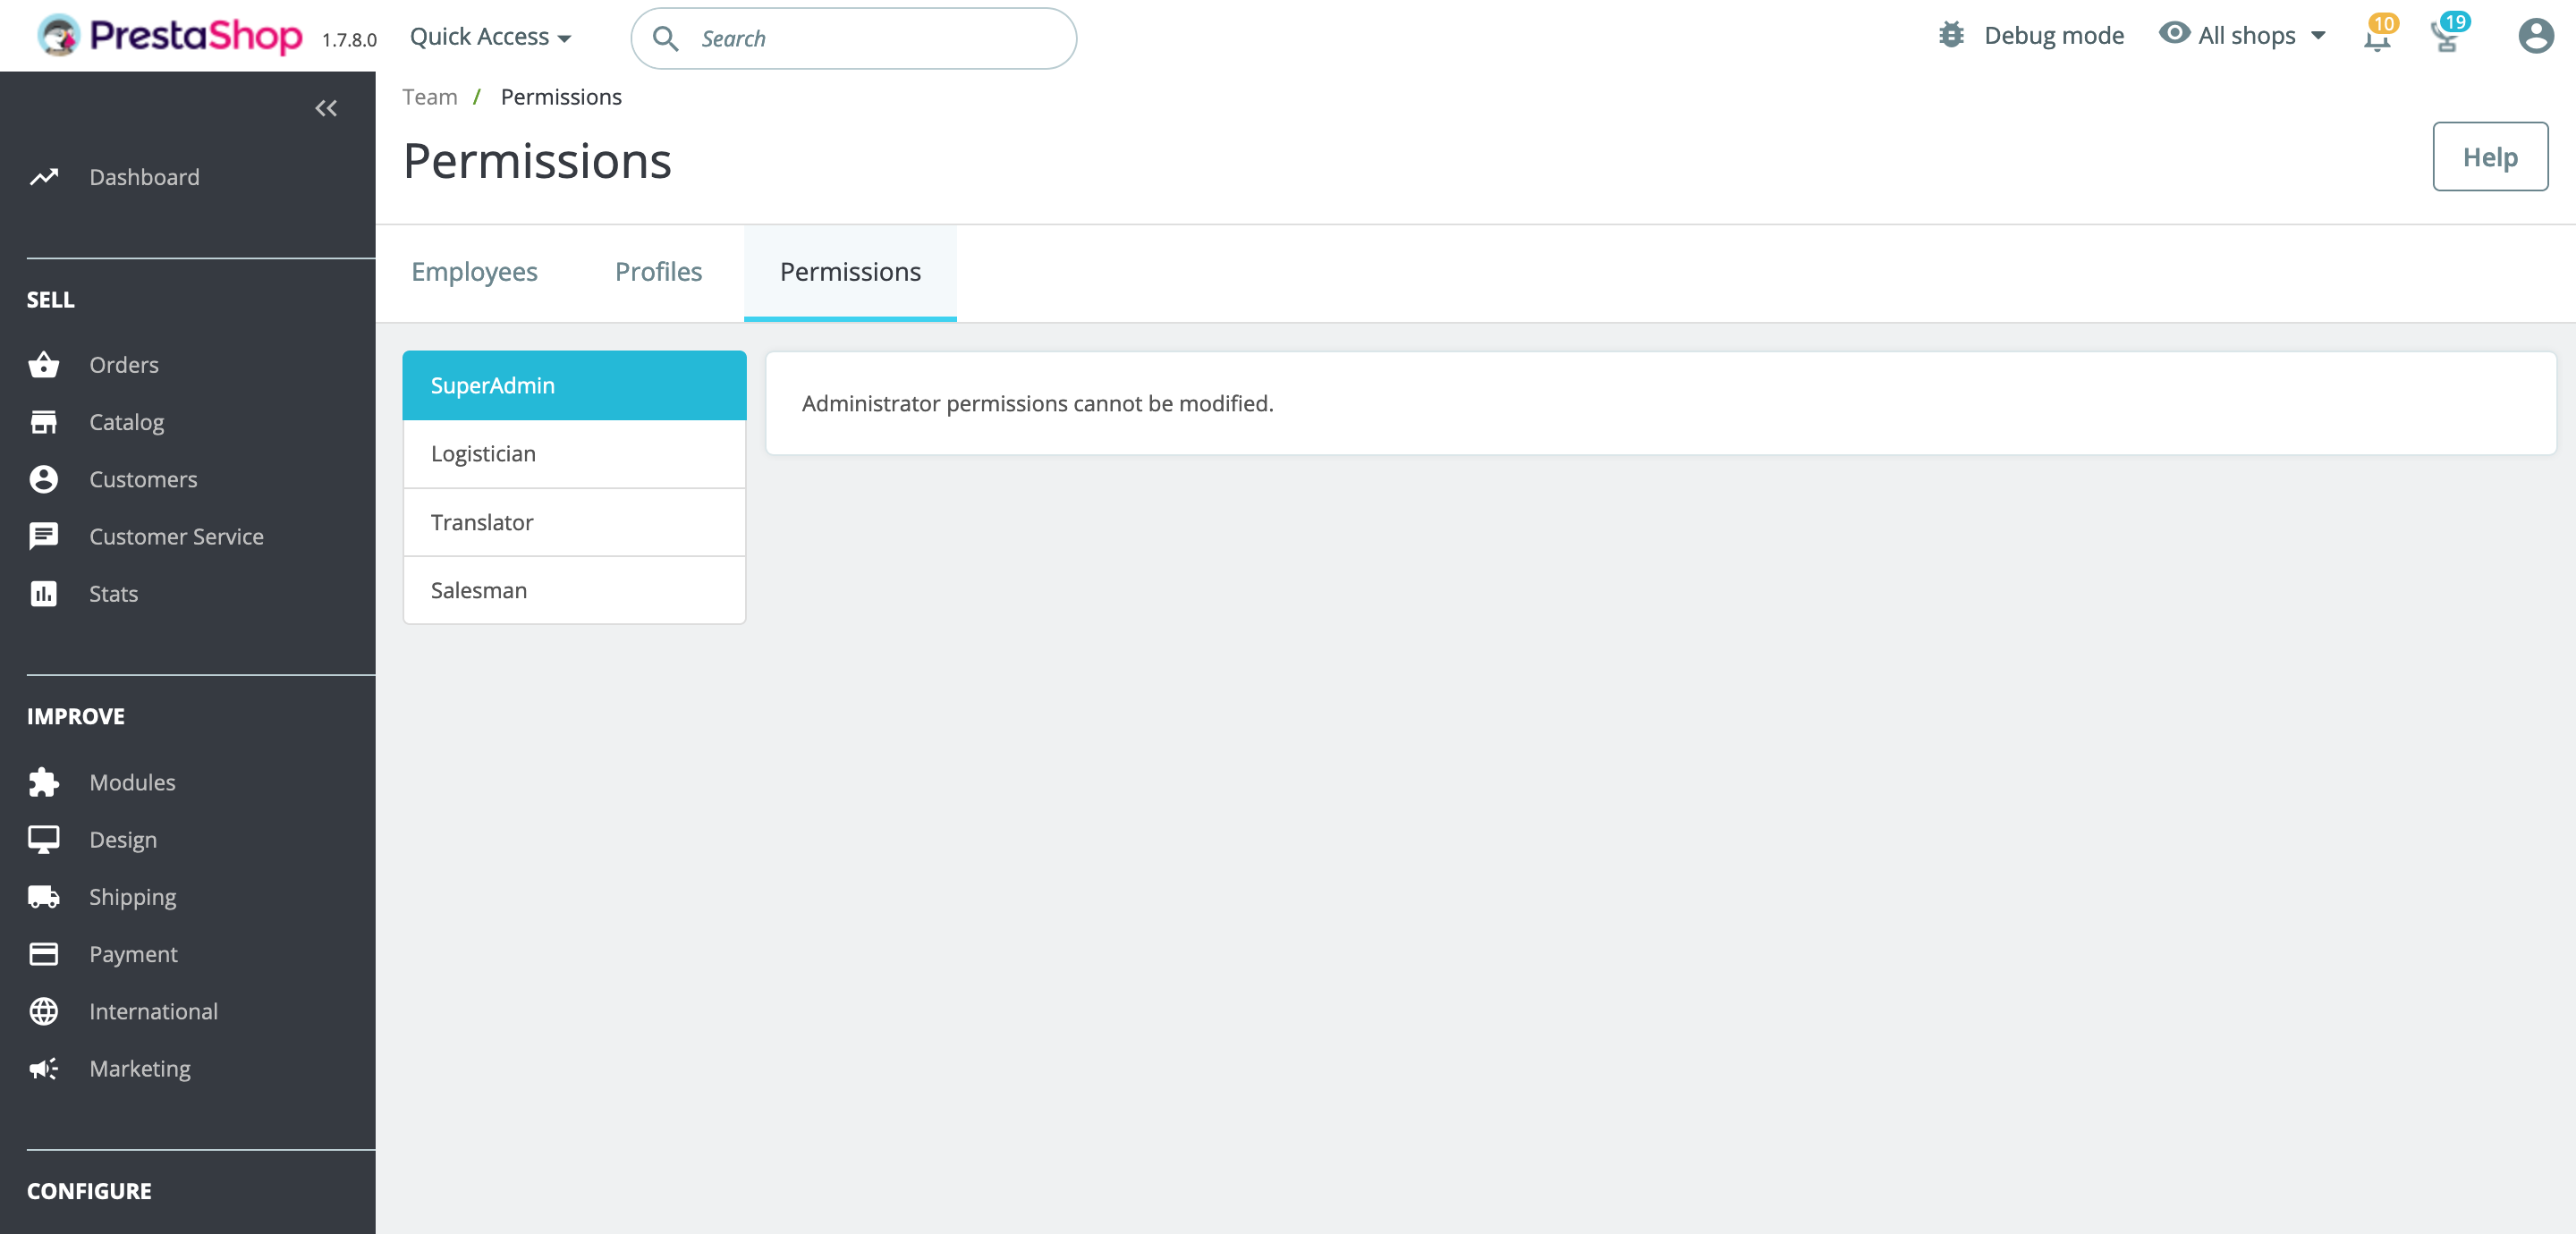 PrestaShop 1.7.8.0 Quick Access Search Debug mode All shops 10 19
Team / Permissions
Permissions
Help
Employees Profiles Permissions
SuperAdmin
Logistician
Translator
Salesman
Administrator permissions cannot be modified.
Dashboard
SELL
Orders
Catalog
Customers
Customer Service
Stats
IMPROVE
Modules
Design
Shipping
Payment
International
Marketing
CONFIGURE